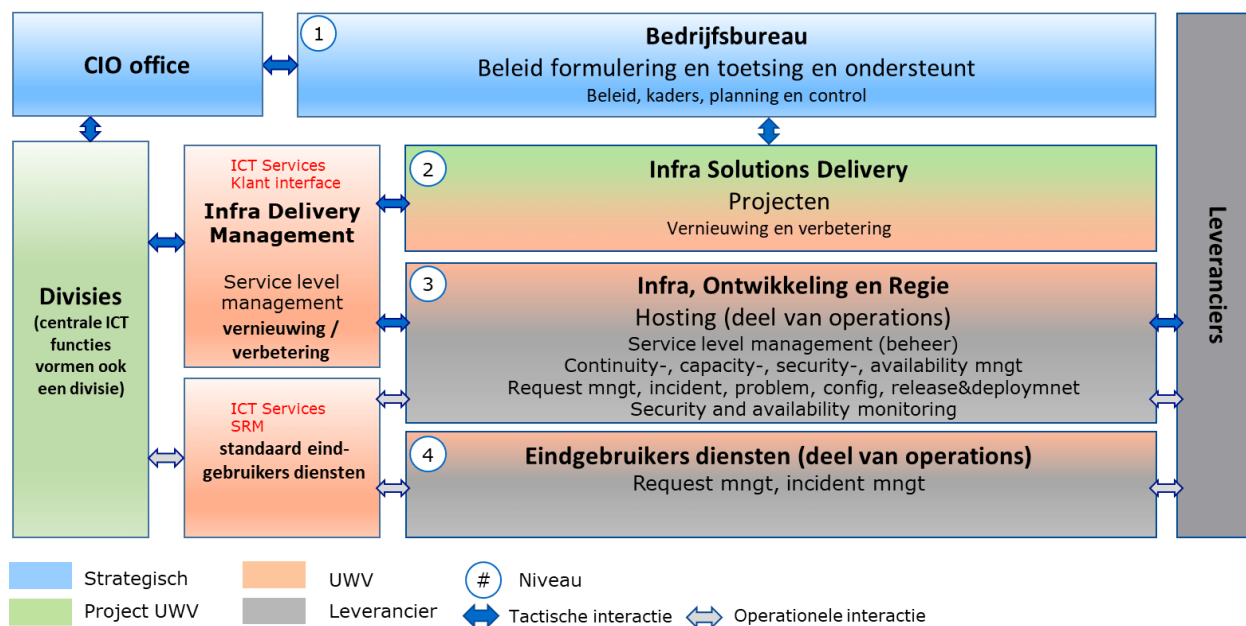 CIO office
1
Bedrijfsbureau
Beleid formulering en toetsing en ondersteunt
Beleid, kaders, planning en control
Divisies
(centrale ICT
functies
vormen ook
een divisie)
ICT Services
Klant interface
Infra Delivery
Management
Service level
management
vernieuwing /
verbetering
ICT Services
SRM
standaard eind-
gebruikers
diensten
2
Infra Solutions Delivery
Projecten
Vernieuwing en verbetering
3
Infra, Ontwikkeling en Regie
Hosting (deel van operations)
Service level management (beheer)
Continuity-, capacity-, security-, availability mngt
Request mngt, incident, problem, config, release&deploymnet
Security and availability monitoring
4
Eindgebruikers diensten (deel van operations)
Request mngt, incident mngt
Leveranciers
Strategisch
UWV
# Niveau
Project UWV
Leverancier
Tactische interactie
Operationele interactie